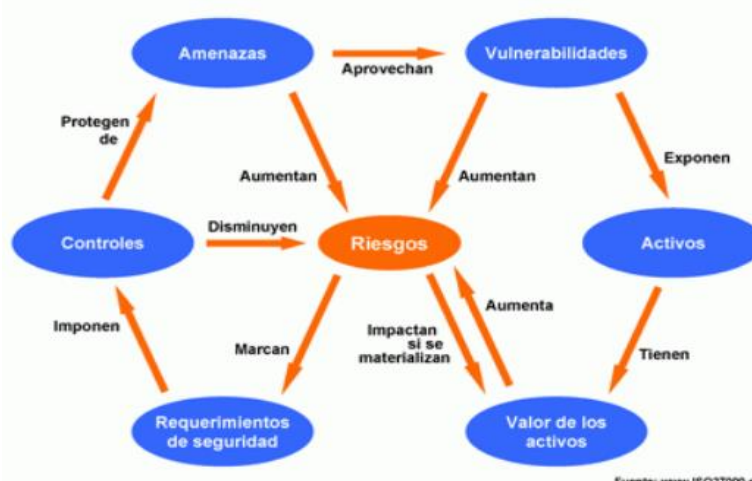 Amenazas
Vulnerabilidades
Aprovechan
Protegen
de
Aumentan
Aumentan
Exponen
Controles
Disminuyen
Riesgos
Activos
Imponen
Marcan
Impactan
si se
materializan
Aumenta
Tienen
Requerimientos
de seguridad
Valor de los
activos